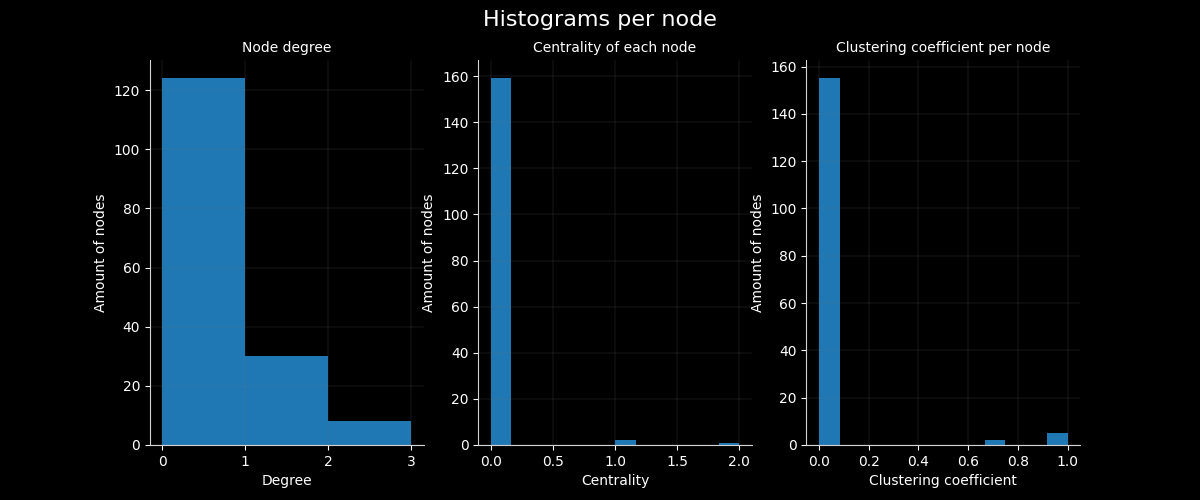 Histograms per node
Node degree
120
100
80
60
40
20
0
Amount of nodes
0 1 2 3
Degree
Centrality of each node
160
140
120
100
80
60
40
20
0
Amount of nodes
0.0 0.5 1.0 1.5 2.0
Centrality
Clustering coefficient per node
160
140
120
100
80
60
40
20
0
Amount of nodes
0.0 0.2 0.4 0.6 0.8 1.0
Clustering coefficient